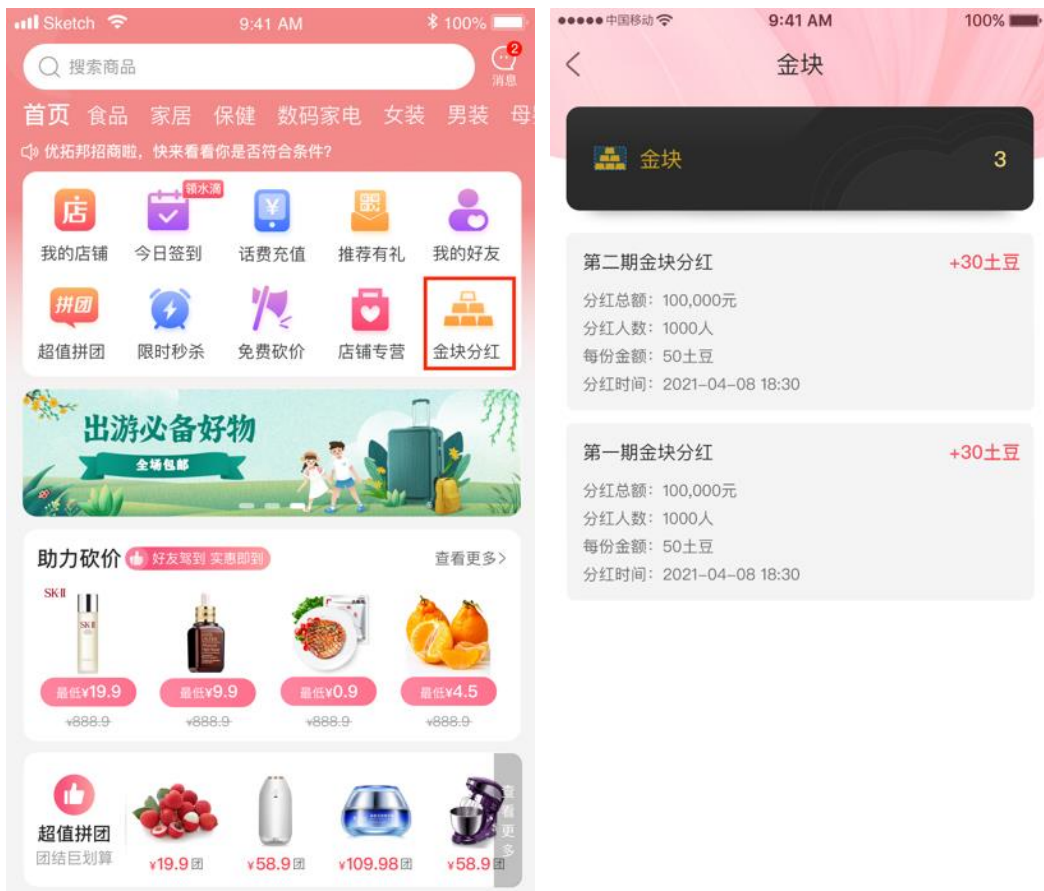 Sketch
9:41 AM
100%
搜索商品
2
消息
首页 食品 家居 保健 数码家电 女装 男装 母
优拓邦招商啦，快来看看你是否符合条件?
店
领水滴
¥
我的店铺 今日签到 话费充值 推荐有礼 我的好友
拼团
超值拼团 限时秒杀 免费砍价 店铺专营 金块分红
出游必备好物
全场包邮
助力砍价
好友驾到 实惠即到
查看更多>
SK-II
SK-II
最低¥19.9 最低¥9.9 最低¥0.9 最低¥4.5
¥888.9 ¥888.9 ¥888.9 ¥888.9
超值拼团
团结巨划算
¥19.9团 ¥58.9团 ¥109.98团 ¥58.9团
查看更多
中国移动
9:41 AM
100%
金块
金块
3
第二期金块分红
+30土豆
分红总额：100,000元
分红人数：1000人
每份金额：50土豆
分红时间：2021-04-08 18:30
第一期金块分红
+30土豆
分红总额：100,000元
分红人数：1000人
每份金额：50土豆
分红时间：2021-04-08 18:30